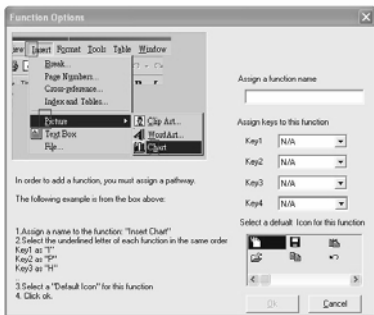 Function Options
Insert Format Tools Table Window
Break...
Page Numbers...
Cross-reference...
Index and Tables...
Picture
Clip Art...
Text Box
WordArt...
File...
Chart
Assign a function name
Assign keys to this function
Key1 N/A
Key2 N/A
Key3 N/A
Key4 N/A
Select a default Icon for this function
Ok
Cancel
In order to add a function, you must assign a pathway.
The following example is from the box above:
1.Assign a name to the function: "Insert Chart"
2.Select the underlined letter of each function in the same order
Key1 as "I"
Key2 as "P"
Key3 as "H"
3.Select a "Default Icon" for this function
4. Click ok.